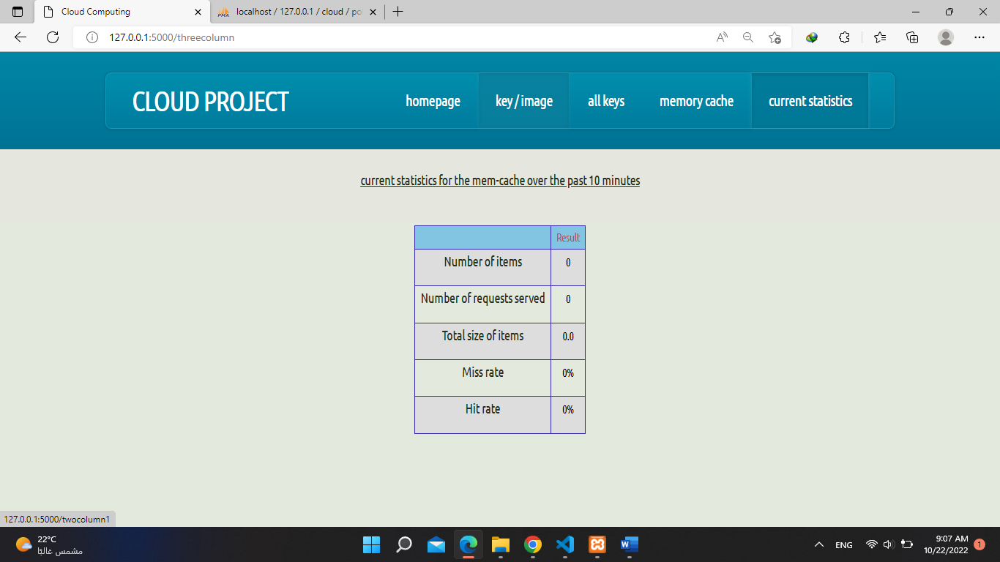 Cloud Computing
localhost / 127.0.0.1 / cloud / po
127.0.0.1:5000/threecolumn
CLOUD PROJECT
homepage
key / image
all keys
memory cache
current statistics
current statistics for the mem-cache over the past 10 minutes
Result
Number of items 0
Number of requests served 0
Total size of items 0.0
Miss rate 0%
Hit rate 0%
127.0.0.1:5000/twocolumn1
22°C
مشمس غالبًا
ENG
9:07 AM
10/22/2022
1